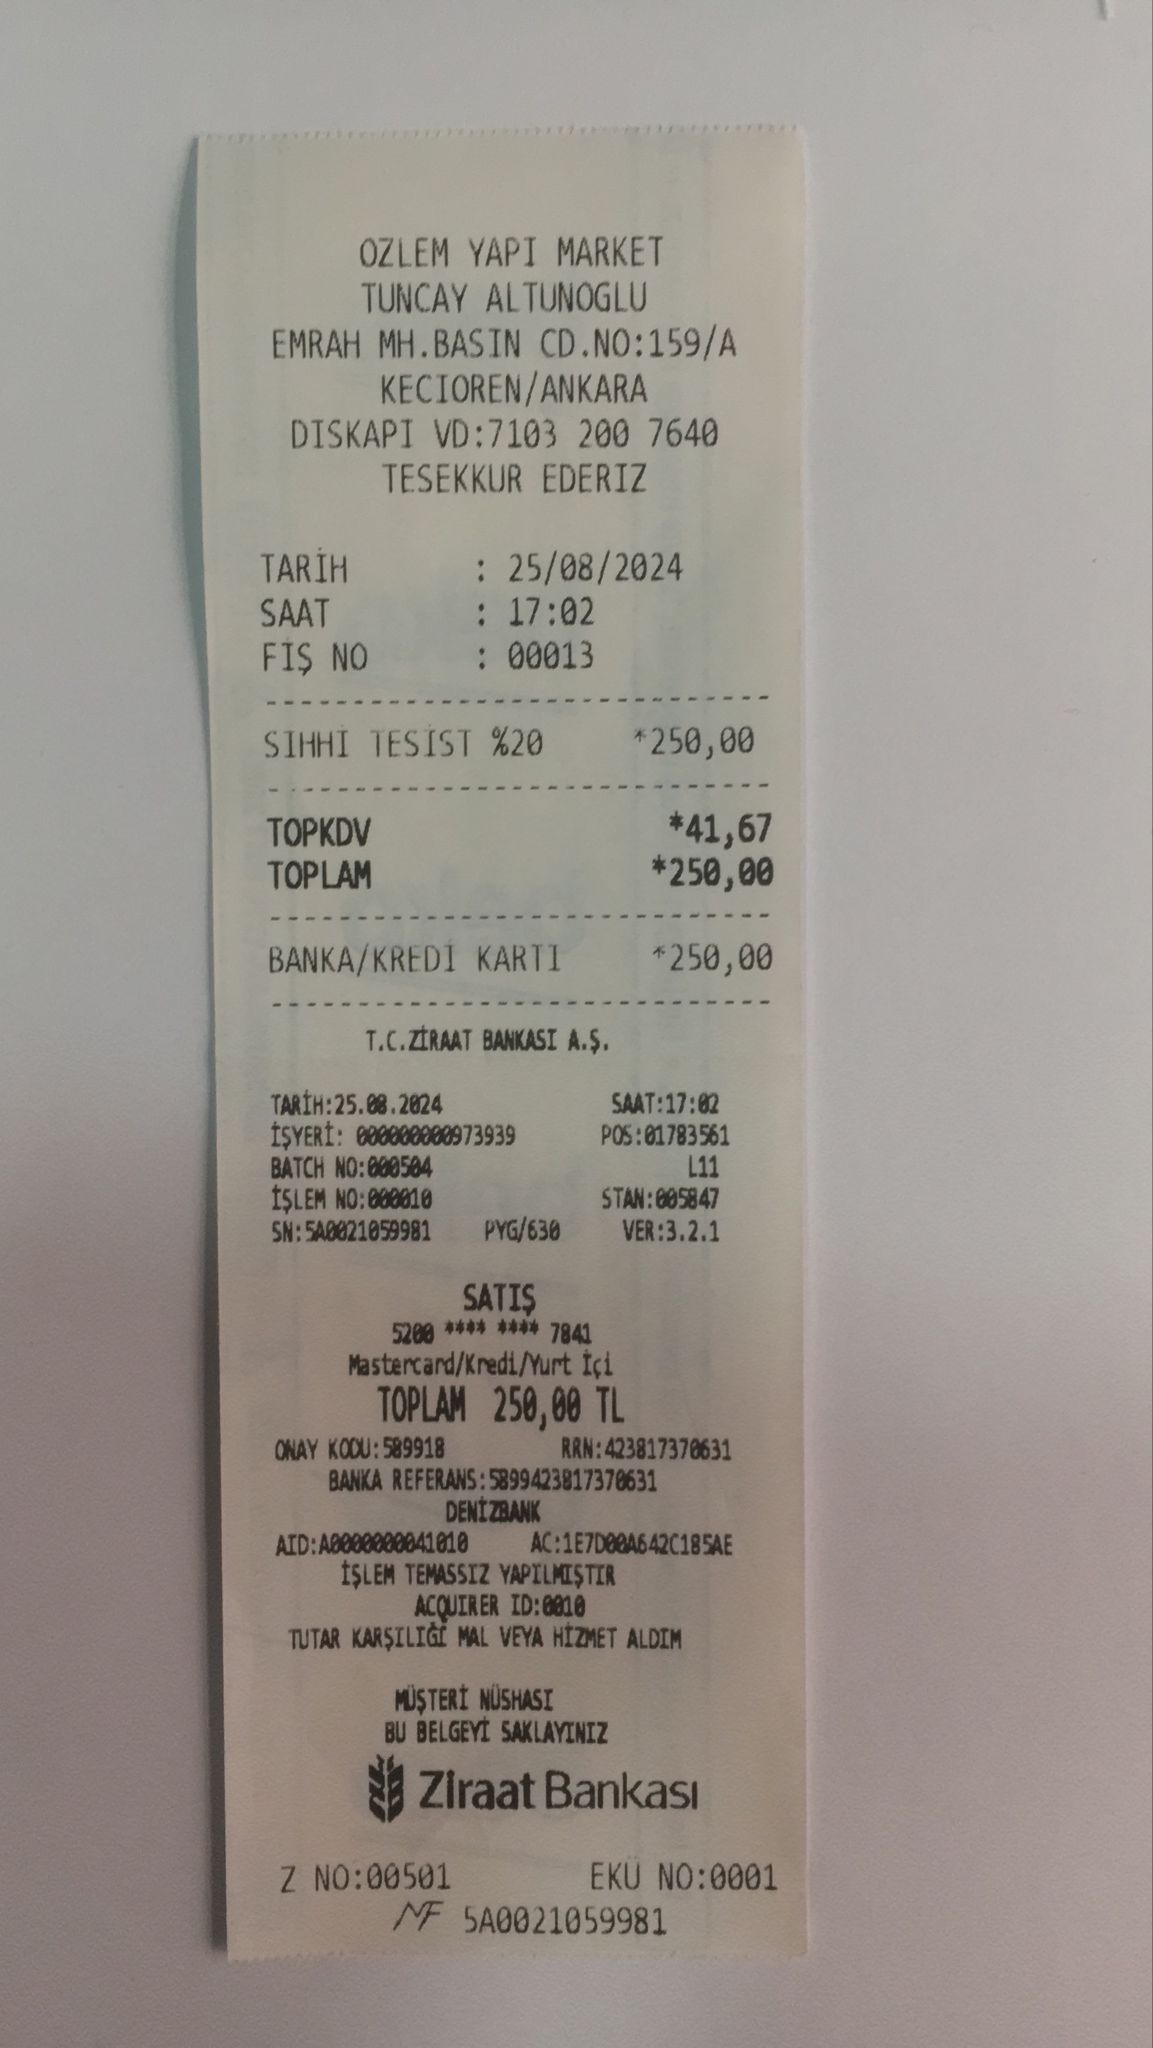 OZLEM YAPI MARKET
TUNCAY ALTUNOGLU
EMRAH MH.BASIN CD.NO:159/A
KECIOREN/ANKARA
DISKAPI VD:7103 200 7640
TESEKKUR EDERIZ
TARİH : 25/08/2024
SAAT : 17:02
FİŞ NO : 00013
SIHHİ TESİST %20 *250,00
TOPKDV *41,67
TOPLAM *250,00
BANKA/KREDİ KARTI *250,00
T.C.ZİRAAT BANKASI A.Ş.
TARİH:25.08.2024 SAAT:17:02
İŞYERİ: 000000000973939 POS:01783561
BATCH NO:000504 L11
İŞLEM NO:000010 STAN:005847
SN:5A0021059981 PYG/630 VER:3.2.1
SATIŞ
5200 **** **** 7841
Mastercard/Kredi/Yurt İçi
TOPLAM 250,00 TL
ONAY KODU:589918 RRN:423817370631
BANKA REFERANS:5899423817370631
DENİZBANK
AID:A0000000041010 AC:1E7D00A642C185AE
İŞLEM TEMASSIZ YAPILMIŞTIR
ACQUIRER ID:0010
TUTAR KARŞILIĞI MAL VEYA HİZMET ALDIM
MÜŞTERİ NÜSHASI
BU BELGEYİ SAKLAYINIZ
Ziraat Bankası
Z NO:00501 EKÜ NO:0001
MF 5A0021059981